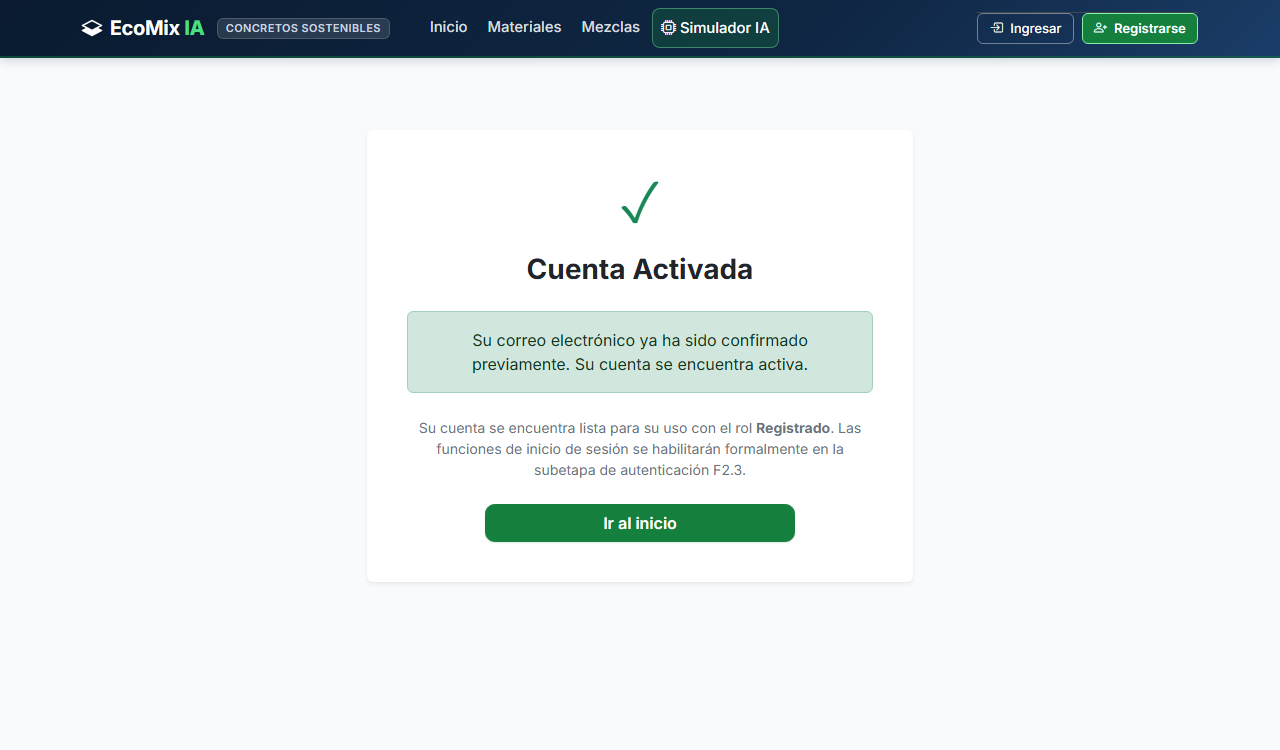 EcoMix IA CONCRETOS SOSTENIBLES Inicio Materiales Mezclas Simulador IA Ingresar Registrarse
Cuenta Activada
Su correo electrónico ya ha sido confirmado
previamente. Su cuenta se encuentra activa.
Su cuenta se encuentra lista para su uso con el rol Registrado. Las
funciones de inicio de sesión se habilitarán formalmente en la
subetapa de autenticación F2.3.
Ir al inicio